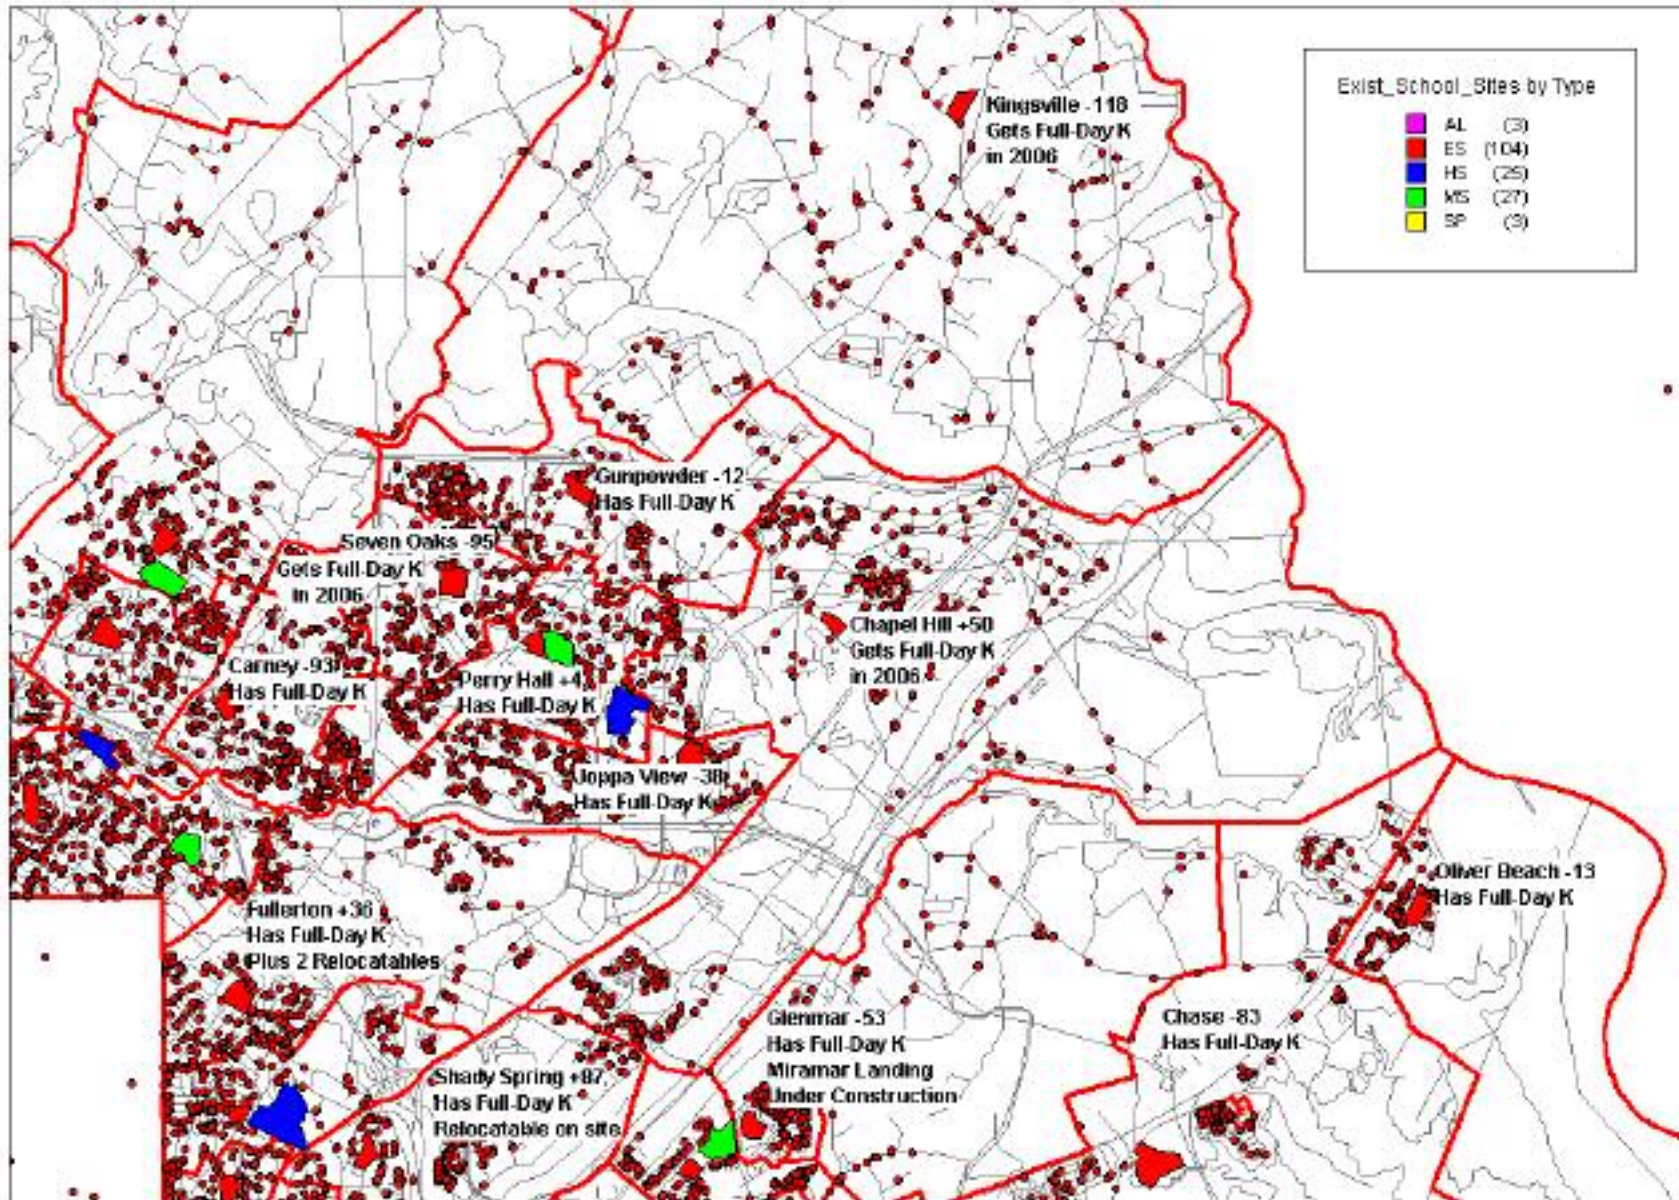 Exist_School_Sites by Type
AL (3)
ES (104)
HS (25)
MS (27)
SP (3)
Kingsville -118
Gets Full-Day K
in 2006
Gunpowder -12
Has Full-Day K
Seven Oaks -95
Gets Full-Day K
in 2006
Chapel Hill +50
Gets Full-Day K
in 2006
Carney -93
Has Full-Day K
Perry Hall +4
Has Full-Day K
Joppa View -38
Has Full-Day K
Oliver Beach -13
Has Full-Day K
Fullerton +36
Has Full-Day K
Plus 2 Relocatables
Glenmar -53
Has Full-Day K
Miramar Landing
Under Construction
Chase -83
Has Full-Day K
Shady Spring +87
Has Full-Day K
Relocatable on site